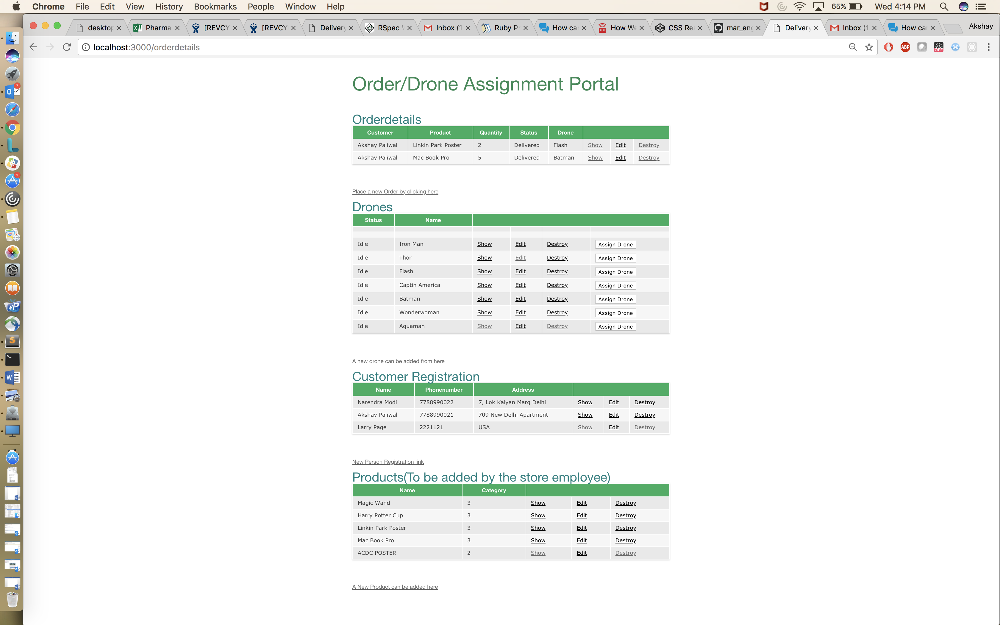 Chrome File Edit View History Bookmarks People Window Help 65% Wed 4:14 PM
desktop Pharma [REVCY [REVCY Delivery RSpec Inbox (1 Ruby Pr How car How We CSS Re mar_eng Delivery Inbox (1 How car Akshay
localhost:3000/orderdetails ABP OFF
Order/Drone Assignment Portal
Orderdetails
Customer Product Quantity Status Drone
Akshay Paliwal Linkin Park Poster 2 Delivered Flash Show Edit Destroy
Akshay Paliwal Mac Book Pro 5 Delivered Batman Show Edit Destroy
Place a new Order by clicking here
Drones
Status Name
Idle Iron Man Show Edit Destroy Assign Drone
Idle Thor Show Edit Destroy Assign Drone
Idle Flash Show Edit Destroy Assign Drone
Idle Captin America Show Edit Destroy Assign Drone
Idle Batman Show Edit Destroy Assign Drone
Idle Wonderwoman Show Edit Destroy Assign Drone
Idle Aquaman Show Edit Destroy Assign Drone
A new drone can be added from here
Customer Registration
Name Phonenumber Address
Narendra Modi 7788990022 7, Lok Kalyan Marg Delhi Show Edit Destroy
Akshay Paliwal 7788990021 709 New Delhi Apartment Show Edit Destroy
Larry Page 2221121 USA Show Edit Destroy
New Person Registration link
Products(To be added by the store employee)
Name Category
Magic Wand 3 Show Edit Destroy
Harry Potter Cup 3 Show Edit Destroy
Linkin Park Poster 3 Show Edit Destroy
Mac Book Pro 3 Show Edit Destroy
ACDC POSTER 2 Show Edit Destroy
A New Product can be added here